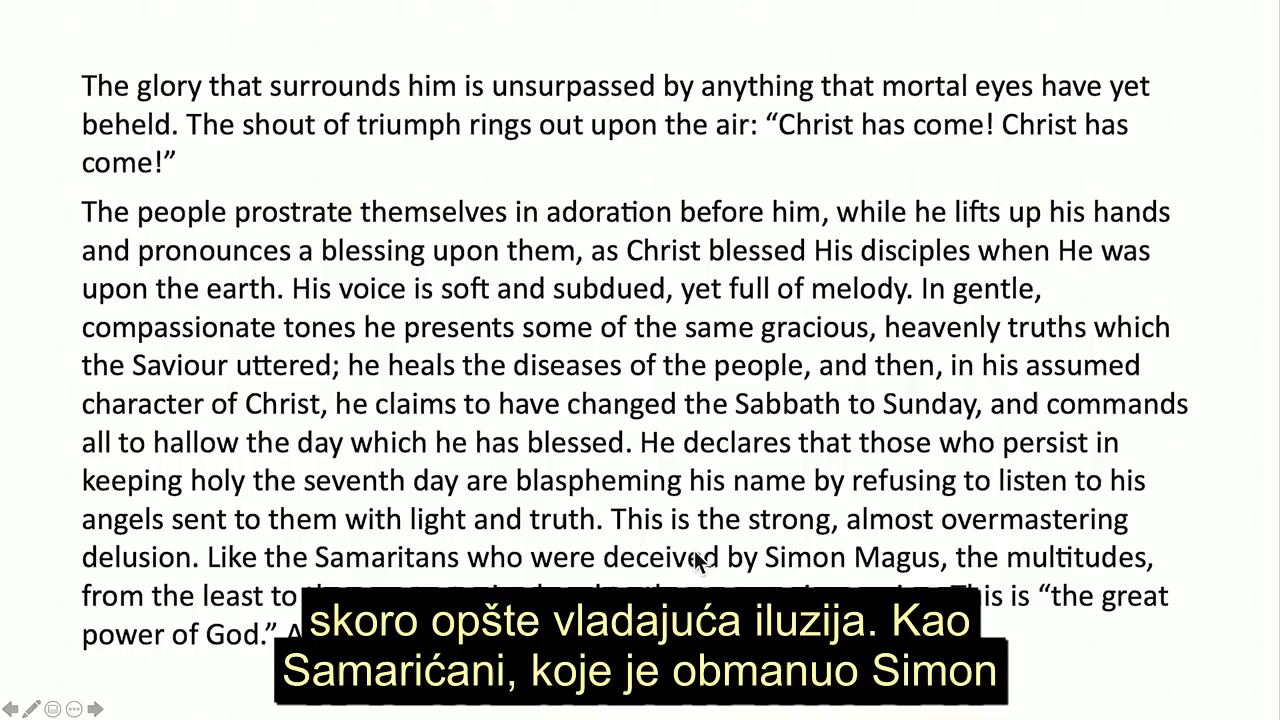 The glory that surrounds him is unsurpassed by anything that mortal eyes have yet
beheld. The shout of triumph rings out upon the air: “Christ has come! Christ has
come!”
The people prostrate themselves in adoration before him, while he lifts up his hands
and pronounces a blessing upon them, as Christ blessed His disciples when He was
upon the earth. His voice is soft and subdued, yet full of melody. In gentle,
compassionate tones he presents some of the same gracious, heavenly truths which
the Saviour uttered; he heals the diseases of the people, and then, in his assumed
character of Christ, he claims to have changed the Sabbath to Sunday, and commands
all to hallow the day which he has blessed. He declares that those who persist in
keeping holy the seventh day are blaspheming his name by refusing to listen to his
angels sent to them with light and truth. This is the strong, almost overmastering
delusion. Like the Samaritans who were deceived by Simon Magus, the multitudes,
from the least to is “the great
power of God.”
skoro opšte vladajuća iluzija. Kao
Samarićani, koje je obmanuo Simon